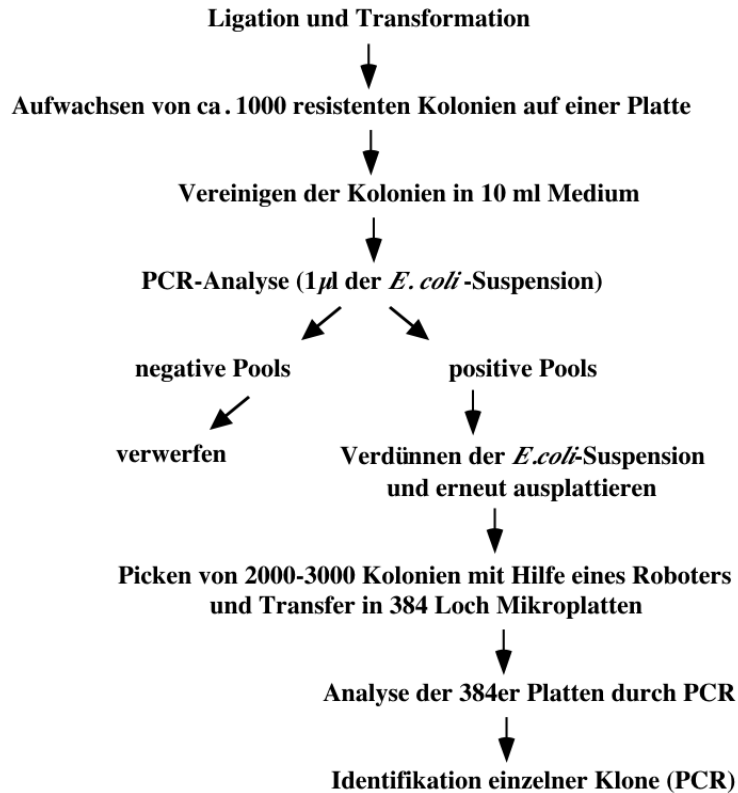 Ligation und Transformation
Aufwachsen von ca. 1000 resistenten Kolonien auf einer Platte
Vereinigen der Kolonien in 10 ml Medium
PCR-Analyse (1µl der E. coli -Suspension)
negative Pools
positive Pools
verwerfen
Verdünnen der E.coli-Suspension
und erneut ausplattieren
Picken von 2000-3000 Kolonien mit Hilfe eines Roboters
und Transfer in 384 Loch Mikroplatten
Analyse der 384er Platten durch PCR
Identifikation einzelner Klone (PCR)